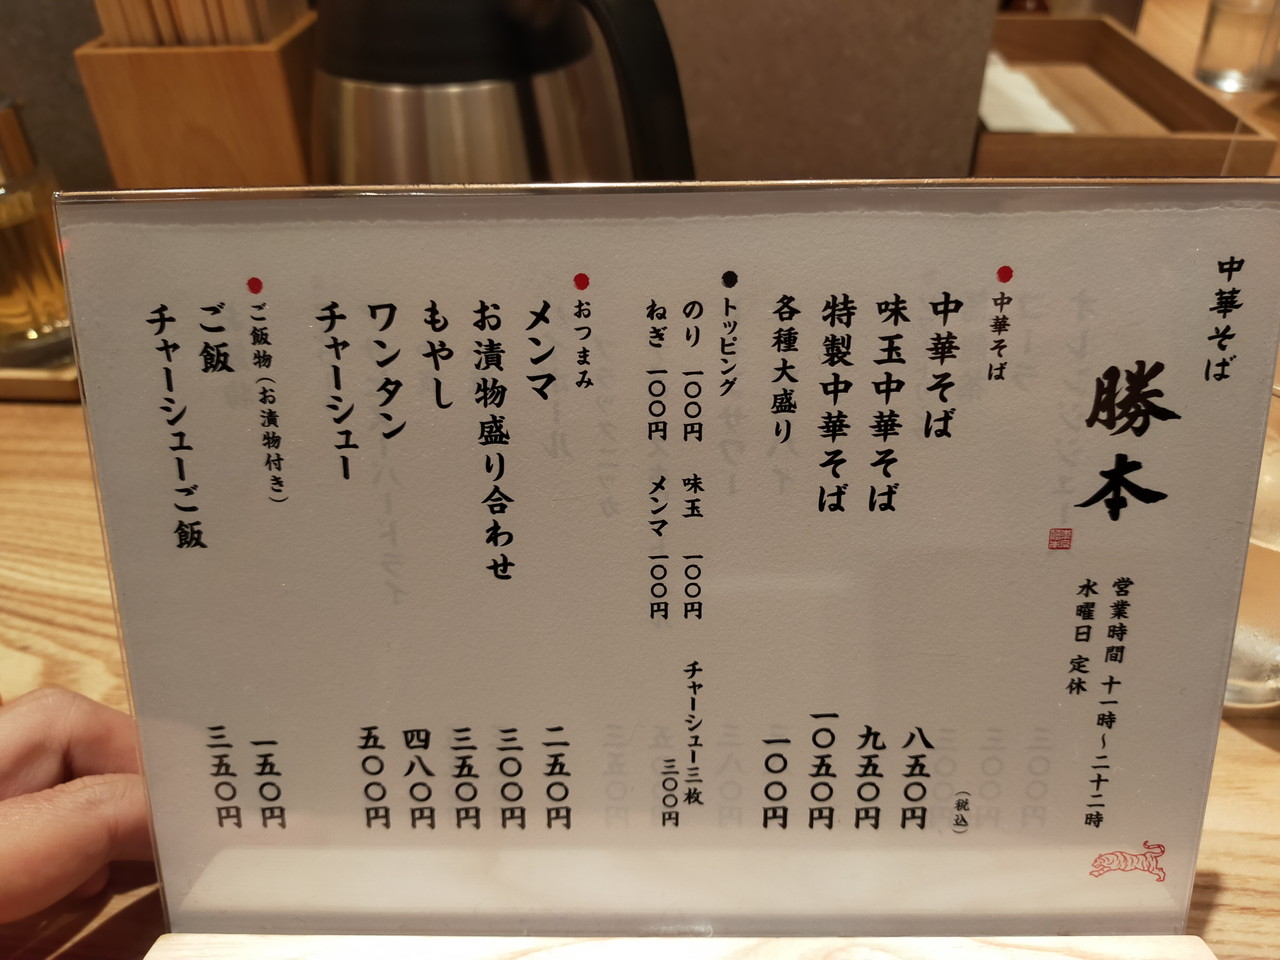 中華そば
勝本
営業時間 十一時～二十二時
水曜日 定休
中華そば
(税込)
中華そば 八五〇円
味玉中華そば 九五〇円
特製中華そば 一〇五〇円
各種大盛り 一〇〇円
トッピング
のり 一〇〇円 味玉 一〇〇円 チャーシュー三枚 三〇〇円
ねぎ 一〇〇円 メンマ 一〇〇円
おつまみ
メンマ 二五〇円
お漬物盛り合わせ 三〇〇円
もやし 三五〇円
ワンタン 四八〇円
チャーシュー 五〇〇円
ご飯物(お漬物付き)
ご飯 一五〇円
チャーシューご飯 三五〇円